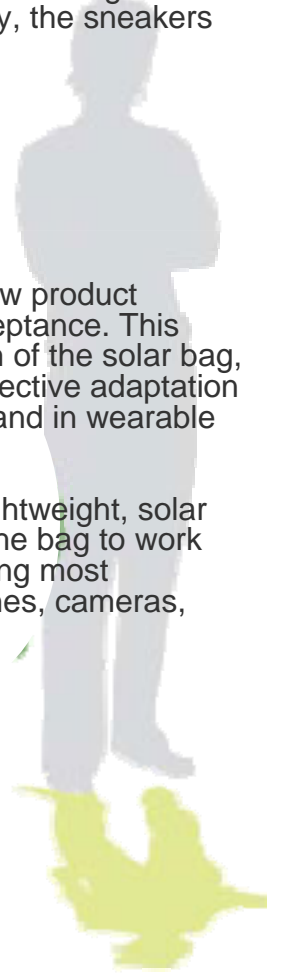 y, the sneakers
w product
eptance. This
n of the solar bag,
ective adaptation
and in wearable
htweight, solar
he bag to work
ng most
nes, cameras,